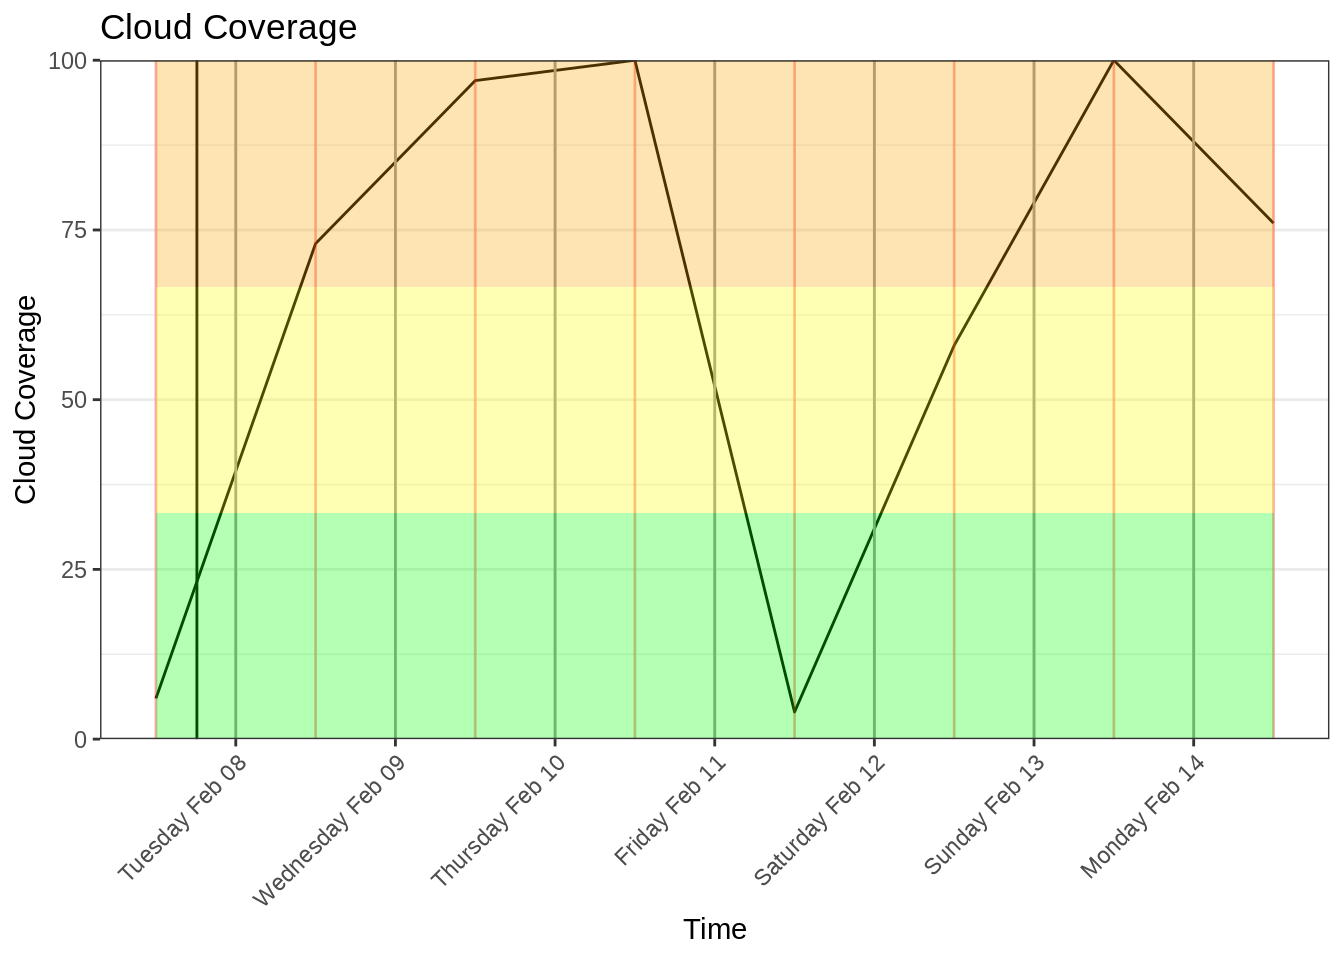 Cloud Coverage
Cloud Coverage
100
75
50
25
0
Tuesday Feb 08
Wednesday Feb 09
Thursday Feb 10
Friday Feb 11
Saturday Feb 12
Sunday Feb 13
Monday Feb 14
Time